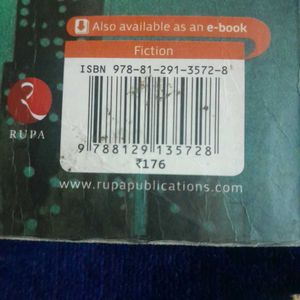 Also available as an e-book
Fiction
ISBN 978-81-291-3572-8
RUPA
9 788129 135728
₹176
www.rupapublications.com